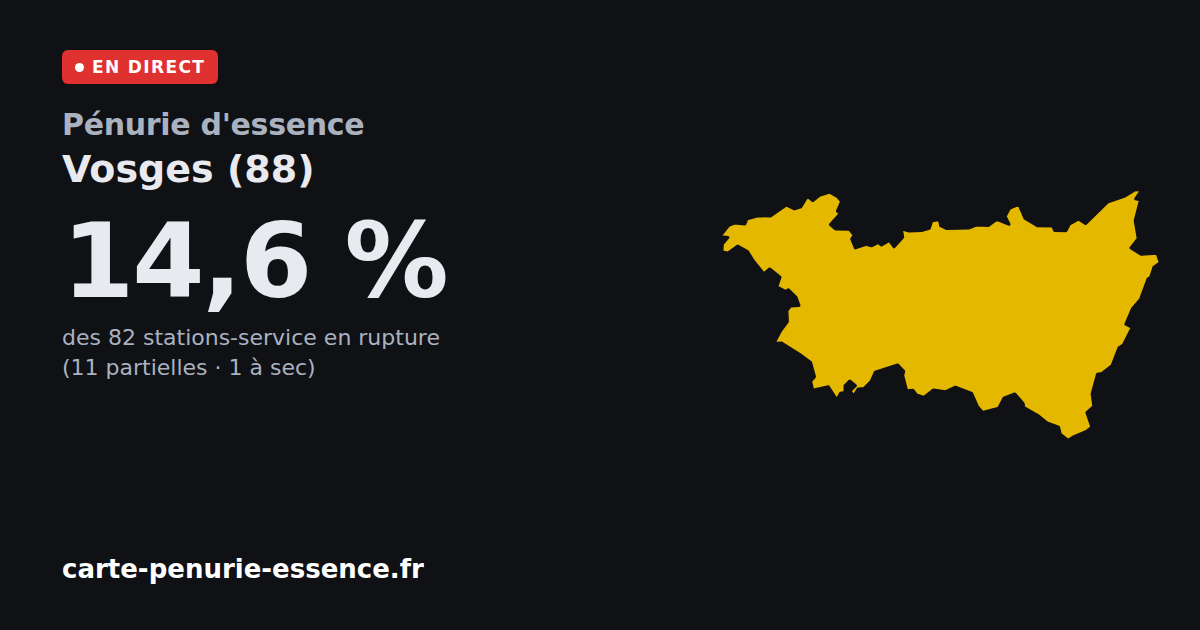 EN DIRECT
Pénurie d'essence
Vosges (88)
14,6 %
des 82 stations-service en rupture
(11 partielles · 1 à sec)
carte-penurie-essence.fr